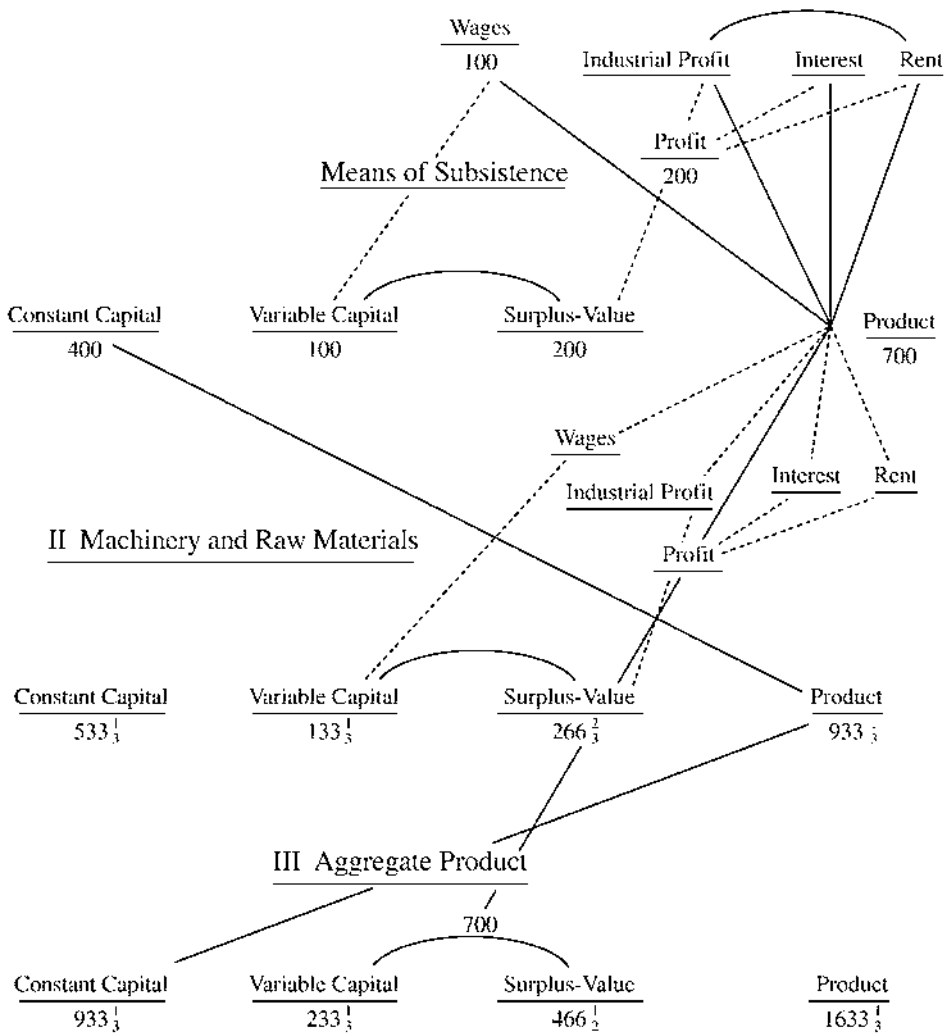 Wages
100
Industrial Profit Interest Rent
Profit
200
Means of Subsistence
Constant Capital Variable Capital Surplus-Value Product
400 100 200 700
Wages
Industrial Profit Interest Rent
II Machinery and Raw Materials
Profit
Constant Capital Variable Capital Surplus-Value Product
533 1/3 133 1/3 266 2/3 933
III Aggregate Product
700
Constant Capital Variable Capital Surplus-Value Product
933 1/3 233 1/3 466 1/2 1633 1/3